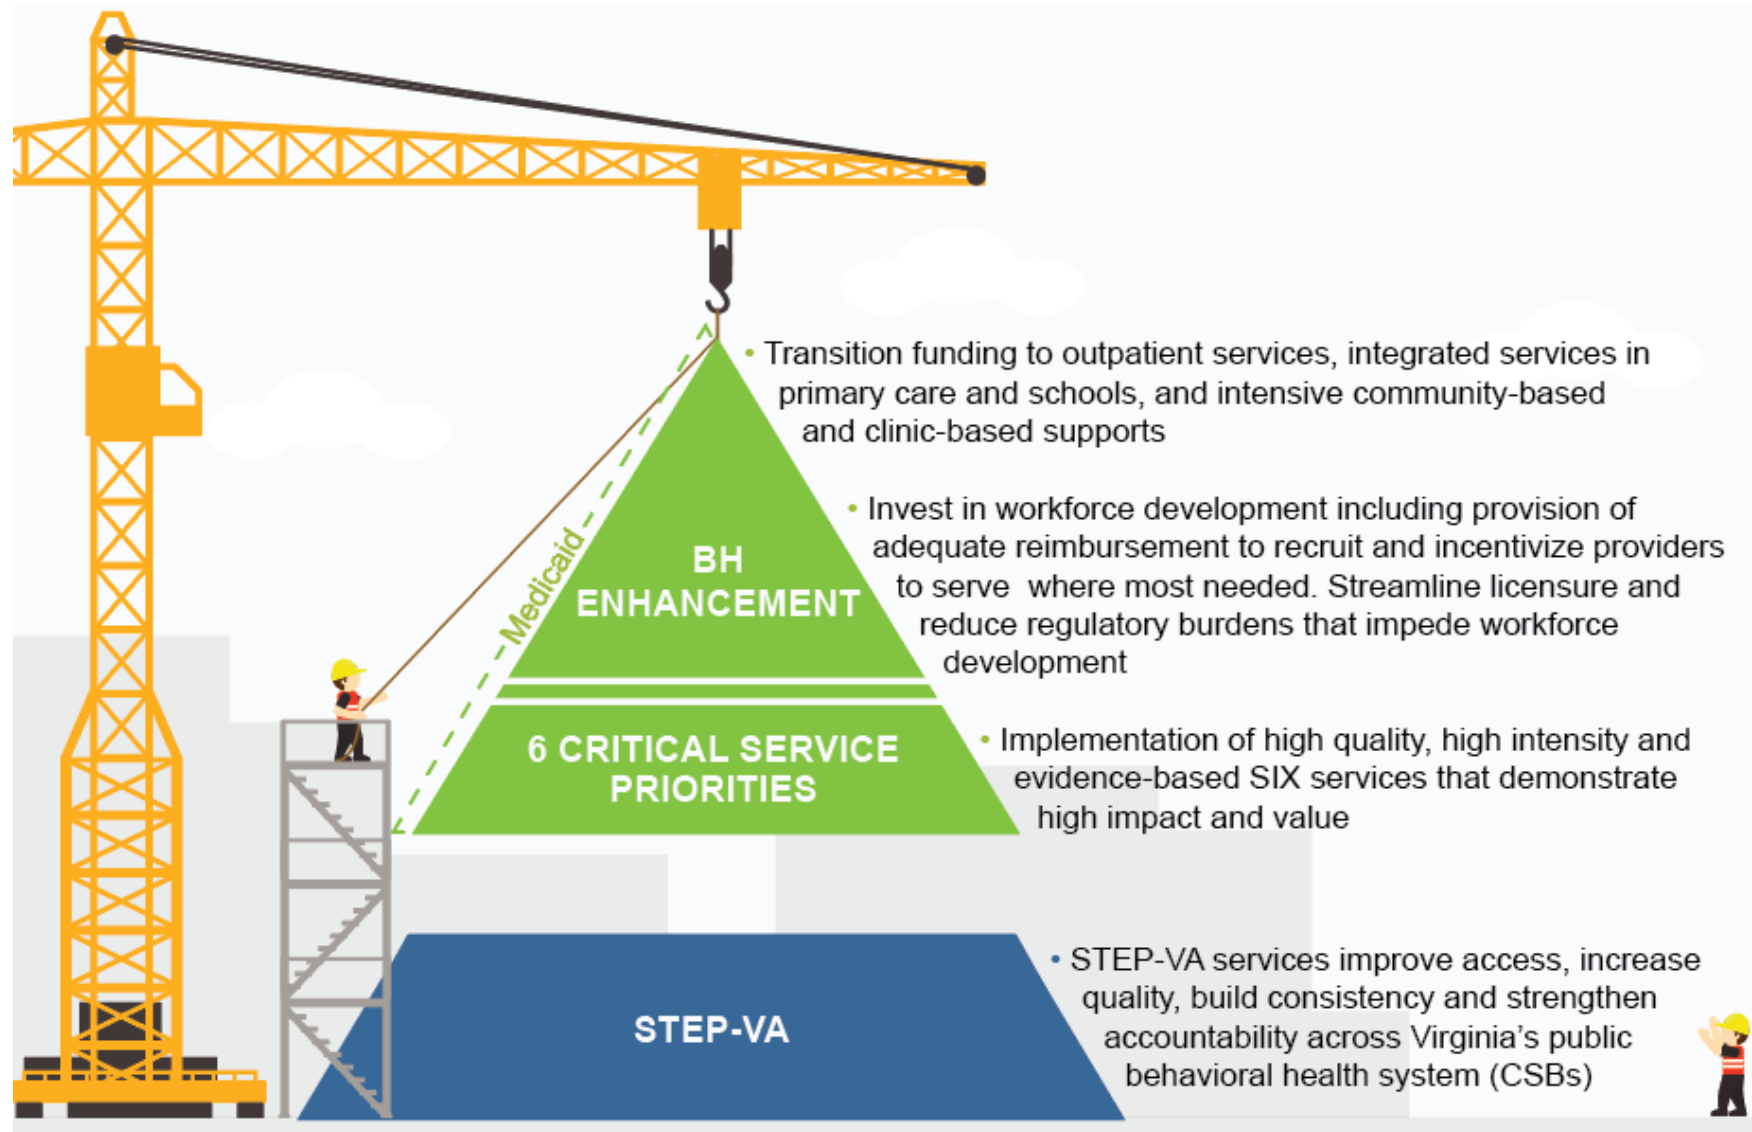 • Transition funding to outpatient services, integrated services in
primary care and schools, and intensive community-based
and clinic-based supports
• Invest in workforce development including provision of
adequate reimbursement to recruit and incentivize providers
to serve  where most needed. Streamline licensure and
reduce regulatory burdens that impede workforce
development
Medicaid
BH
ENHANCEMENT
6 CRITICAL SERVICE
PRIORITIES
• Implementation of high quality, high intensity and
evidence-based SIX services that demonstrate
high impact and value
STEP-VA
• STEP-VA services improve access, increase
quality, build consistency and strengthen
accountability across Virginia’s public
behavioral health system (CSBs)